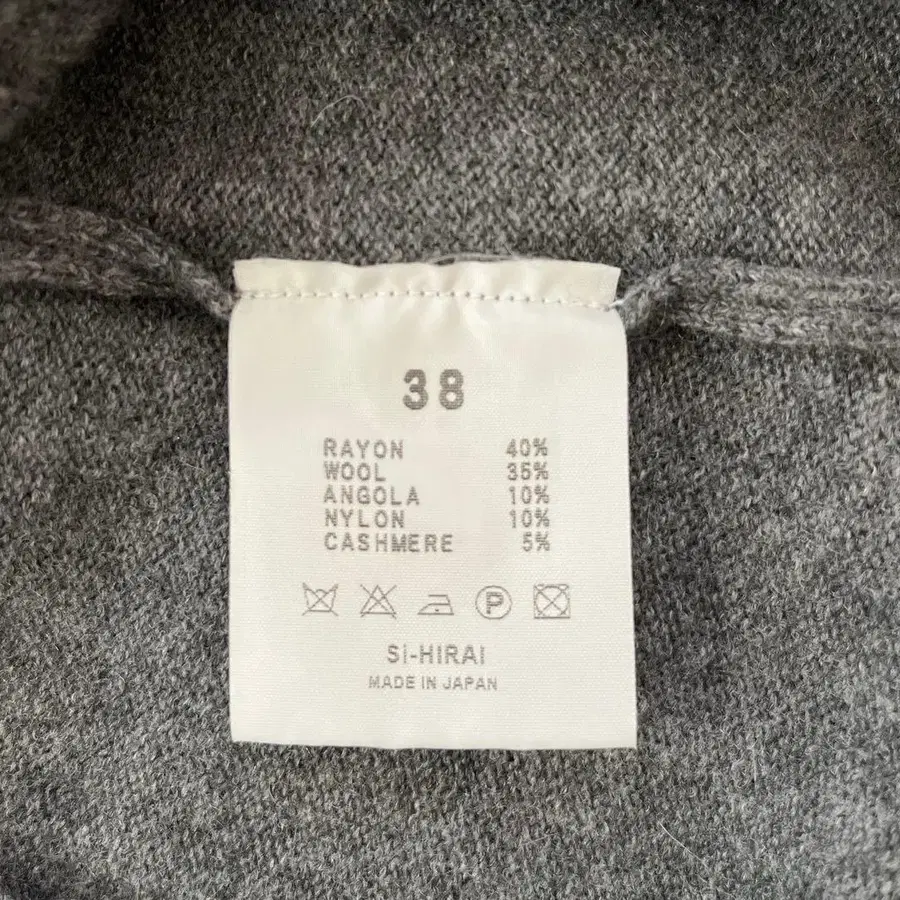 38
RAYON 40%
WOOL 35%
ANGOLA 10%
NYLON 10%
CASHMERE 5%
P
SI-HIRAI
MADE IN JAPAN